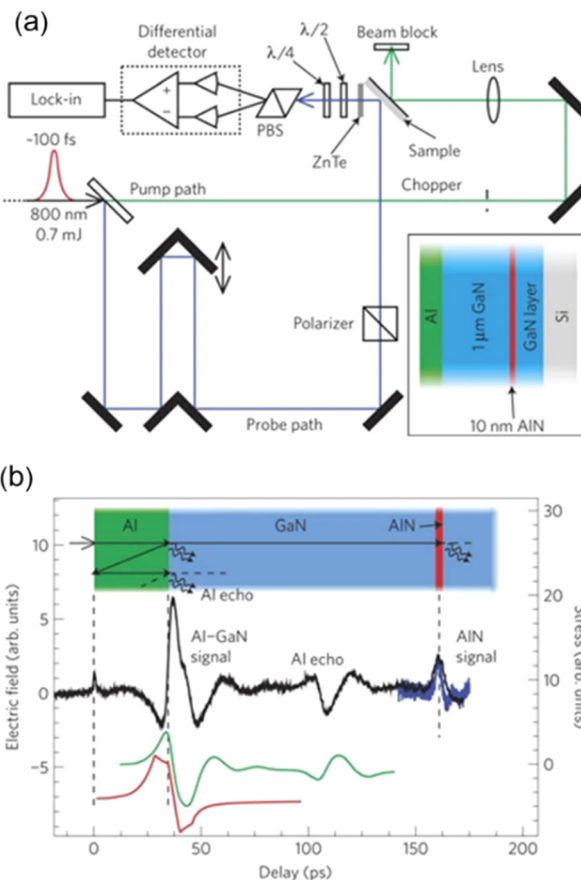 (a)
Differential
detector
Beam block
λ/4
λ/2
Lens
Lock-in
+
−
PBS
ZnTe
Sample
~100 fs
Pump path
Chopper
800 nm
0.7 mJ
Polarizer
Al
1 μm GaN
GaN layer
Si
Probe path
10 nm AlN
(b)
Al
GaN
AlN
Al echo
Al–GaN
signal
Al echo
AlN
signal
Electric field (arb. units)
10
5
0
−5
Stress (arb. units)
30
20
10
0
0
50
100
150
200
Delay (ps)